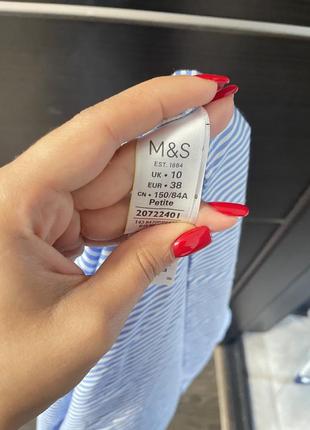 M&S
EST. 1884
UK • 10
EUR • 38
CN • 150/84A
Petite
20722401